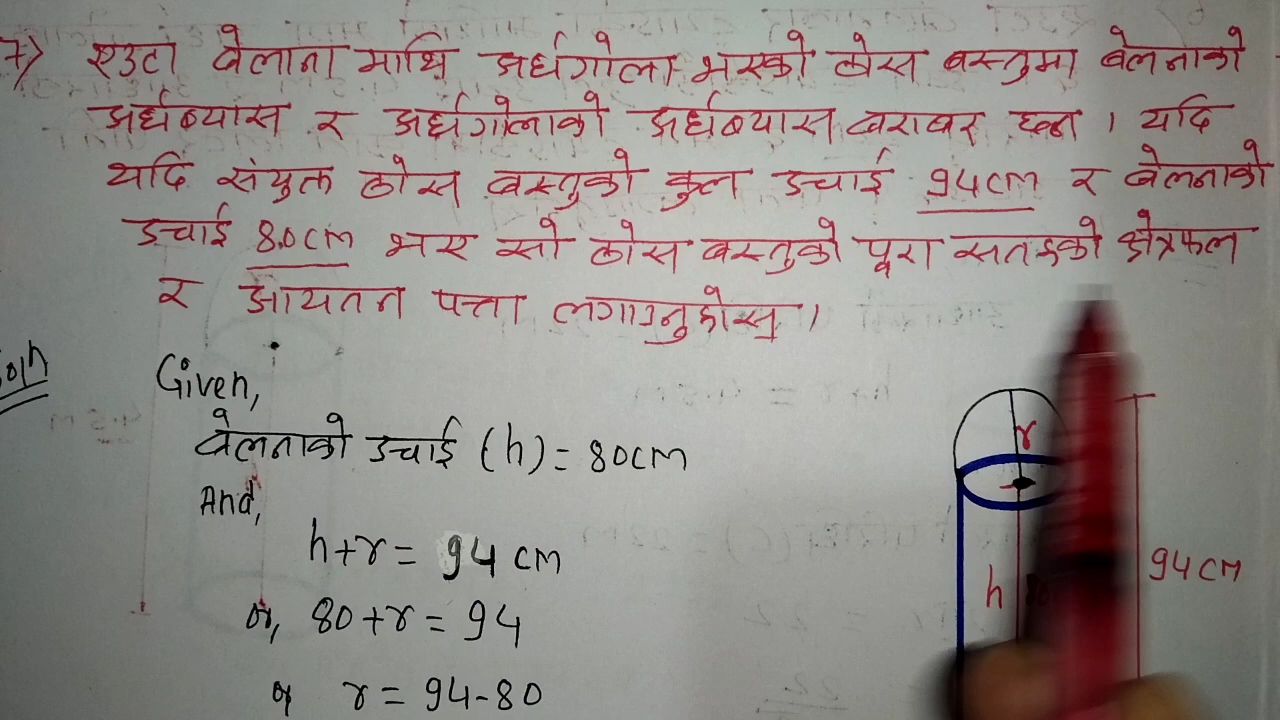 7) एउटा वेलाना माथि अर्धगोला भएको ठोस वस्तुमा वेलनाको
अर्धब्यास र अर्धगोलाको अर्धब्यास बराबर छन् । यदि
यदि संयुक्त ठोस वस्तुको कुल उचाई 94cm र वेलनाको
उचाई 80cm भए सो ठोस वस्तुको पूरा सतहको क्षेत्रफल
र आयतन पत्ता लगाउनुहोस् ।
Soln
Given,
वेलनाको उचाई (h) = 80cm
And,
h+r = 94 cm
or, 80+r = 94
or r = 94-80
r
h
94cm